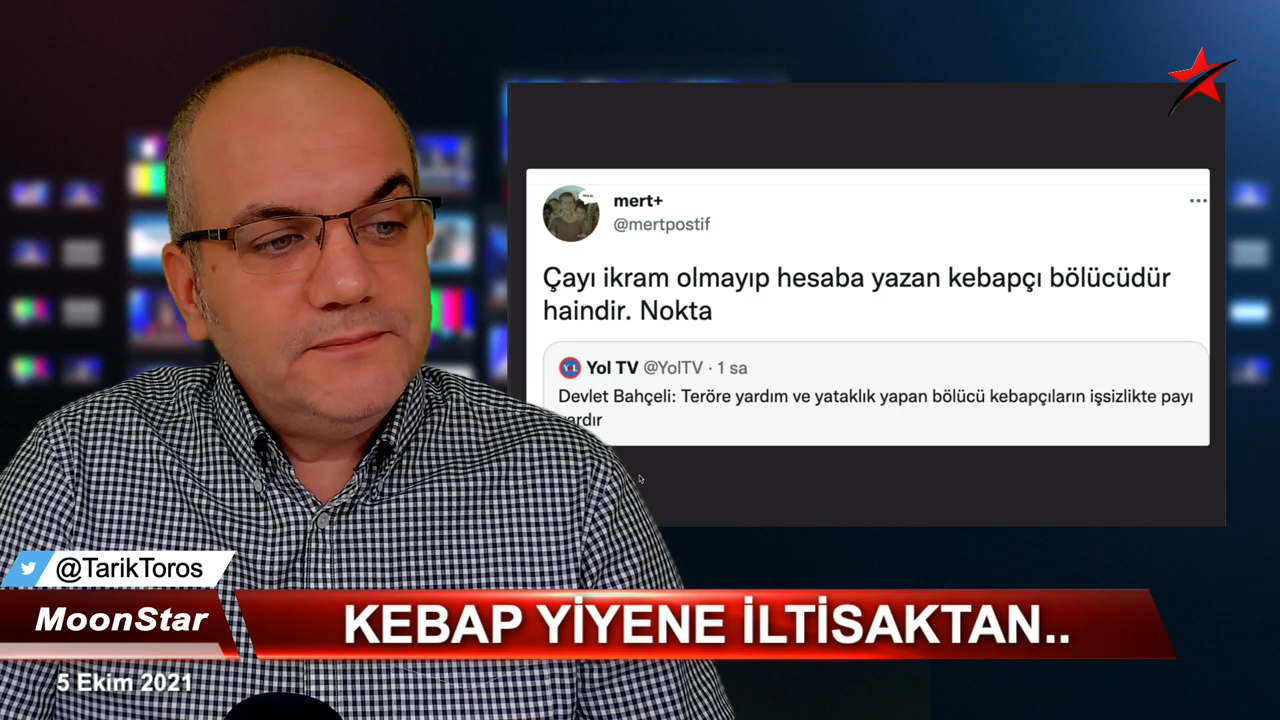 mert+
@mertpostif
Çayı ikram olmayıp hesaba yazan kebapçı bölücüdür
haindir. Nokta
Yol TV @YolTV · 1 sa
Devlet Bahçeli: Teröre yardım ve yataklık yapan bölücü kebapçıların işsizlikte payı
@TarikToros
MoonStar
KEBAP YİYENE İLTİSAKTAN..
5 Ekim 2021